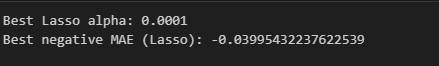 Best Lasso alpha: 0.0001
Best negative MAE (Lasso): -0.03995432237622539